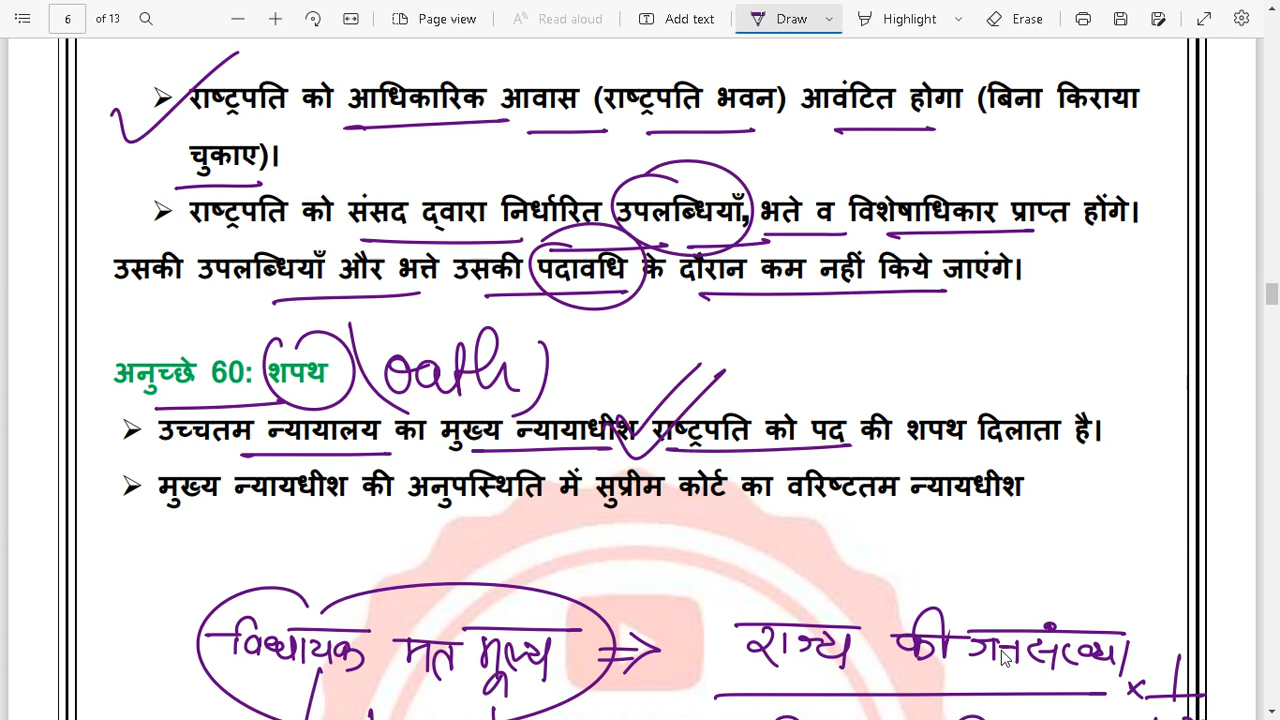 6 of 13 Page view Read aloud Add text Draw Highlight Erase
राष्ट्रपति को आधिकारिक आवास (राष्ट्रपति भवन) आवंटित होगा (बिना किराया
चुकाए)।
राष्ट्रपति को संसद द्वारा निर्धारित उपलब्धियाँ, भते व विशेषाधिकार प्राप्त होंगे।
उसकी उपलब्धियाँ और भत्ते उसकी पदावधि के दौरान कम नहीं किये जाएंगे।
अनुच्छे 60: शपथ (oath)
उच्चतम न्यायालय का मुख्य न्यायाधीश राष्ट्रपति को पद की शपथ दिलाता है।
मुख्य न्यायधीश की अनुपस्थिति में सुप्रीम कोर्ट का वरिष्टतम न्यायधीश
विधायक मत मूल्य ⇒ राज्य की जनसंख्या
× 1